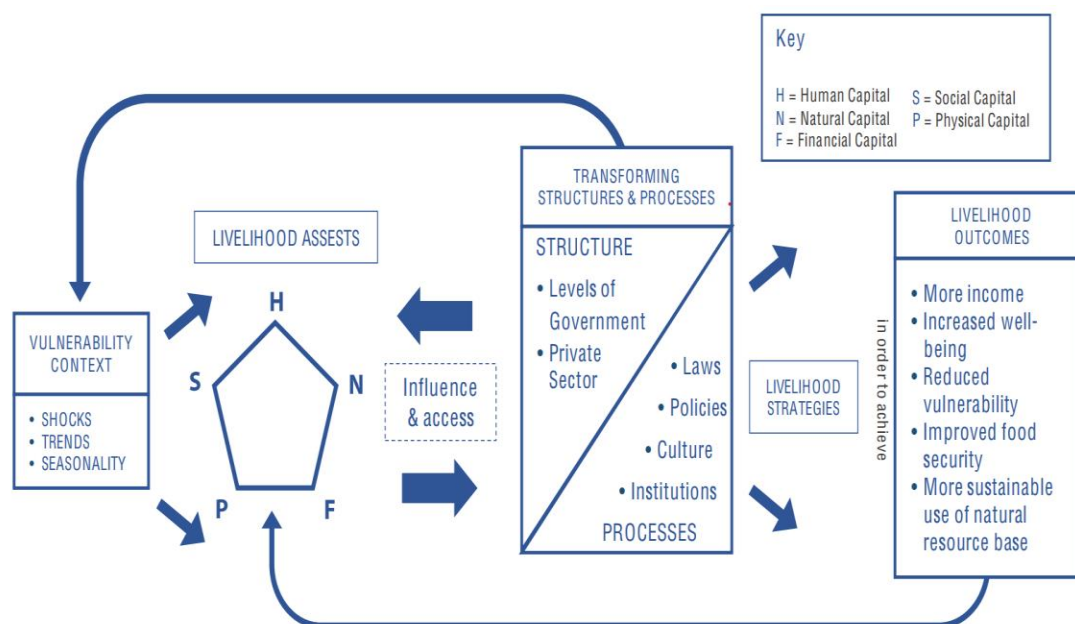 Key
H = Human Capital
N = Natural Capital
F = Financial Capital
S = Social Capital
P = Physical Capital
VULNERABILITY
CONTEXT
• SHOCKS
• TRENDS
• SEASONALITY
LIVELIHOOD ASSESTS
H
S
N
P
F
Influence
& access
TRANSFORMING
STRUCTURES & PROCESSES
STRUCTURE
• Levels of
Government
• Private
Sector
• Laws
• Policies
• Culture
• Institutions
PROCESSES
LIVELIHOOD
STRATEGIES
in order to achieve
LIVELIHOOD
OUTCOMES
• More income
• Increased well-
being
• Reduced
vulnerability
• Improved food
security
• More sustainable
use of natural
resource base